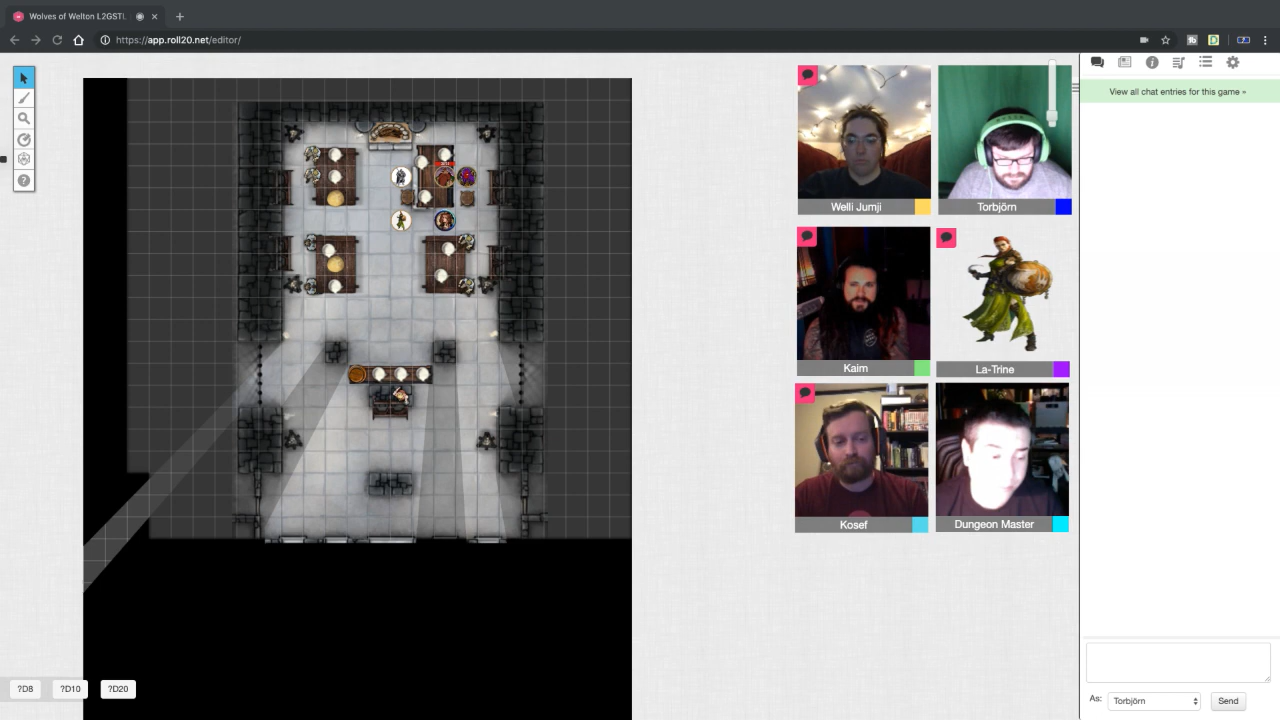 Wolves of Welton L2GSTI
https://app.roll20.net/editor/
View all chat entries for this game »
Welli Jumji
Torbjörn
Kaim
La-Trine
Kosef
Dungeon Master
?D8
?D10
?D20
As:
Torbjörn
Send